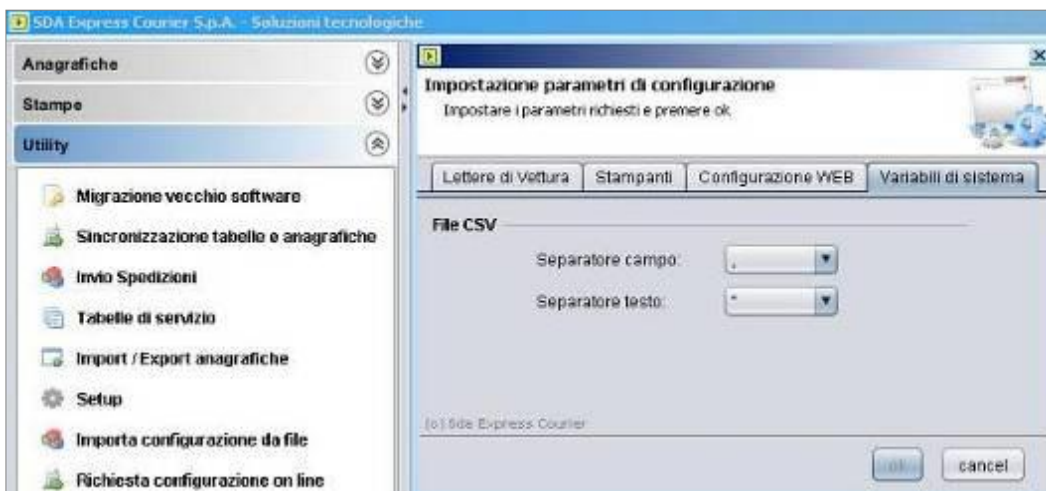 SDA Express Courier S.p.A. - Soluzioni tecnologiche
Anagrafiche
Stampe
Utility
Migrazione vecchio software
Sincronizzazione tabelle e anagrafiche
Invio Spedizioni
Tabelle di servizio
Import / Export anagrafiche
Setup
Importa configurazione da file
Richiesta configurazione on line
Impostazione parametri di configurazione
Impostare i parametri richiesti e premere ok
Lettere di Vettura
Stampanti
Configurazione WEB
Variabili di sistema
File CSV
Separatore campo:
Separatore testo:
(c) Sda Express Courier
ok
cancel